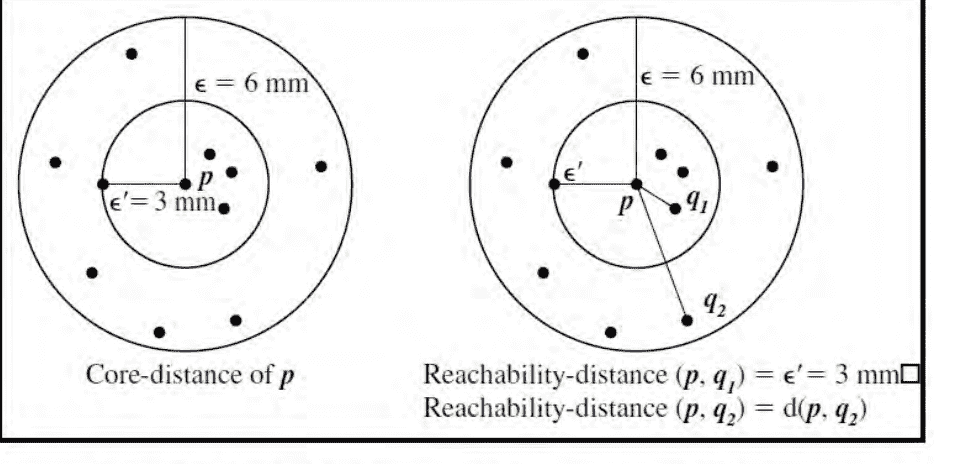 ϵ = 6 mm
p
ϵ′= 3 mm
Core-distance of p
ϵ = 6 mm
ϵ′
p
q₁
q₂
Reachability-distance (p, q₁) = ϵ′= 3 mm□
Reachability-distance (p, q₂) = d(p, q₂)